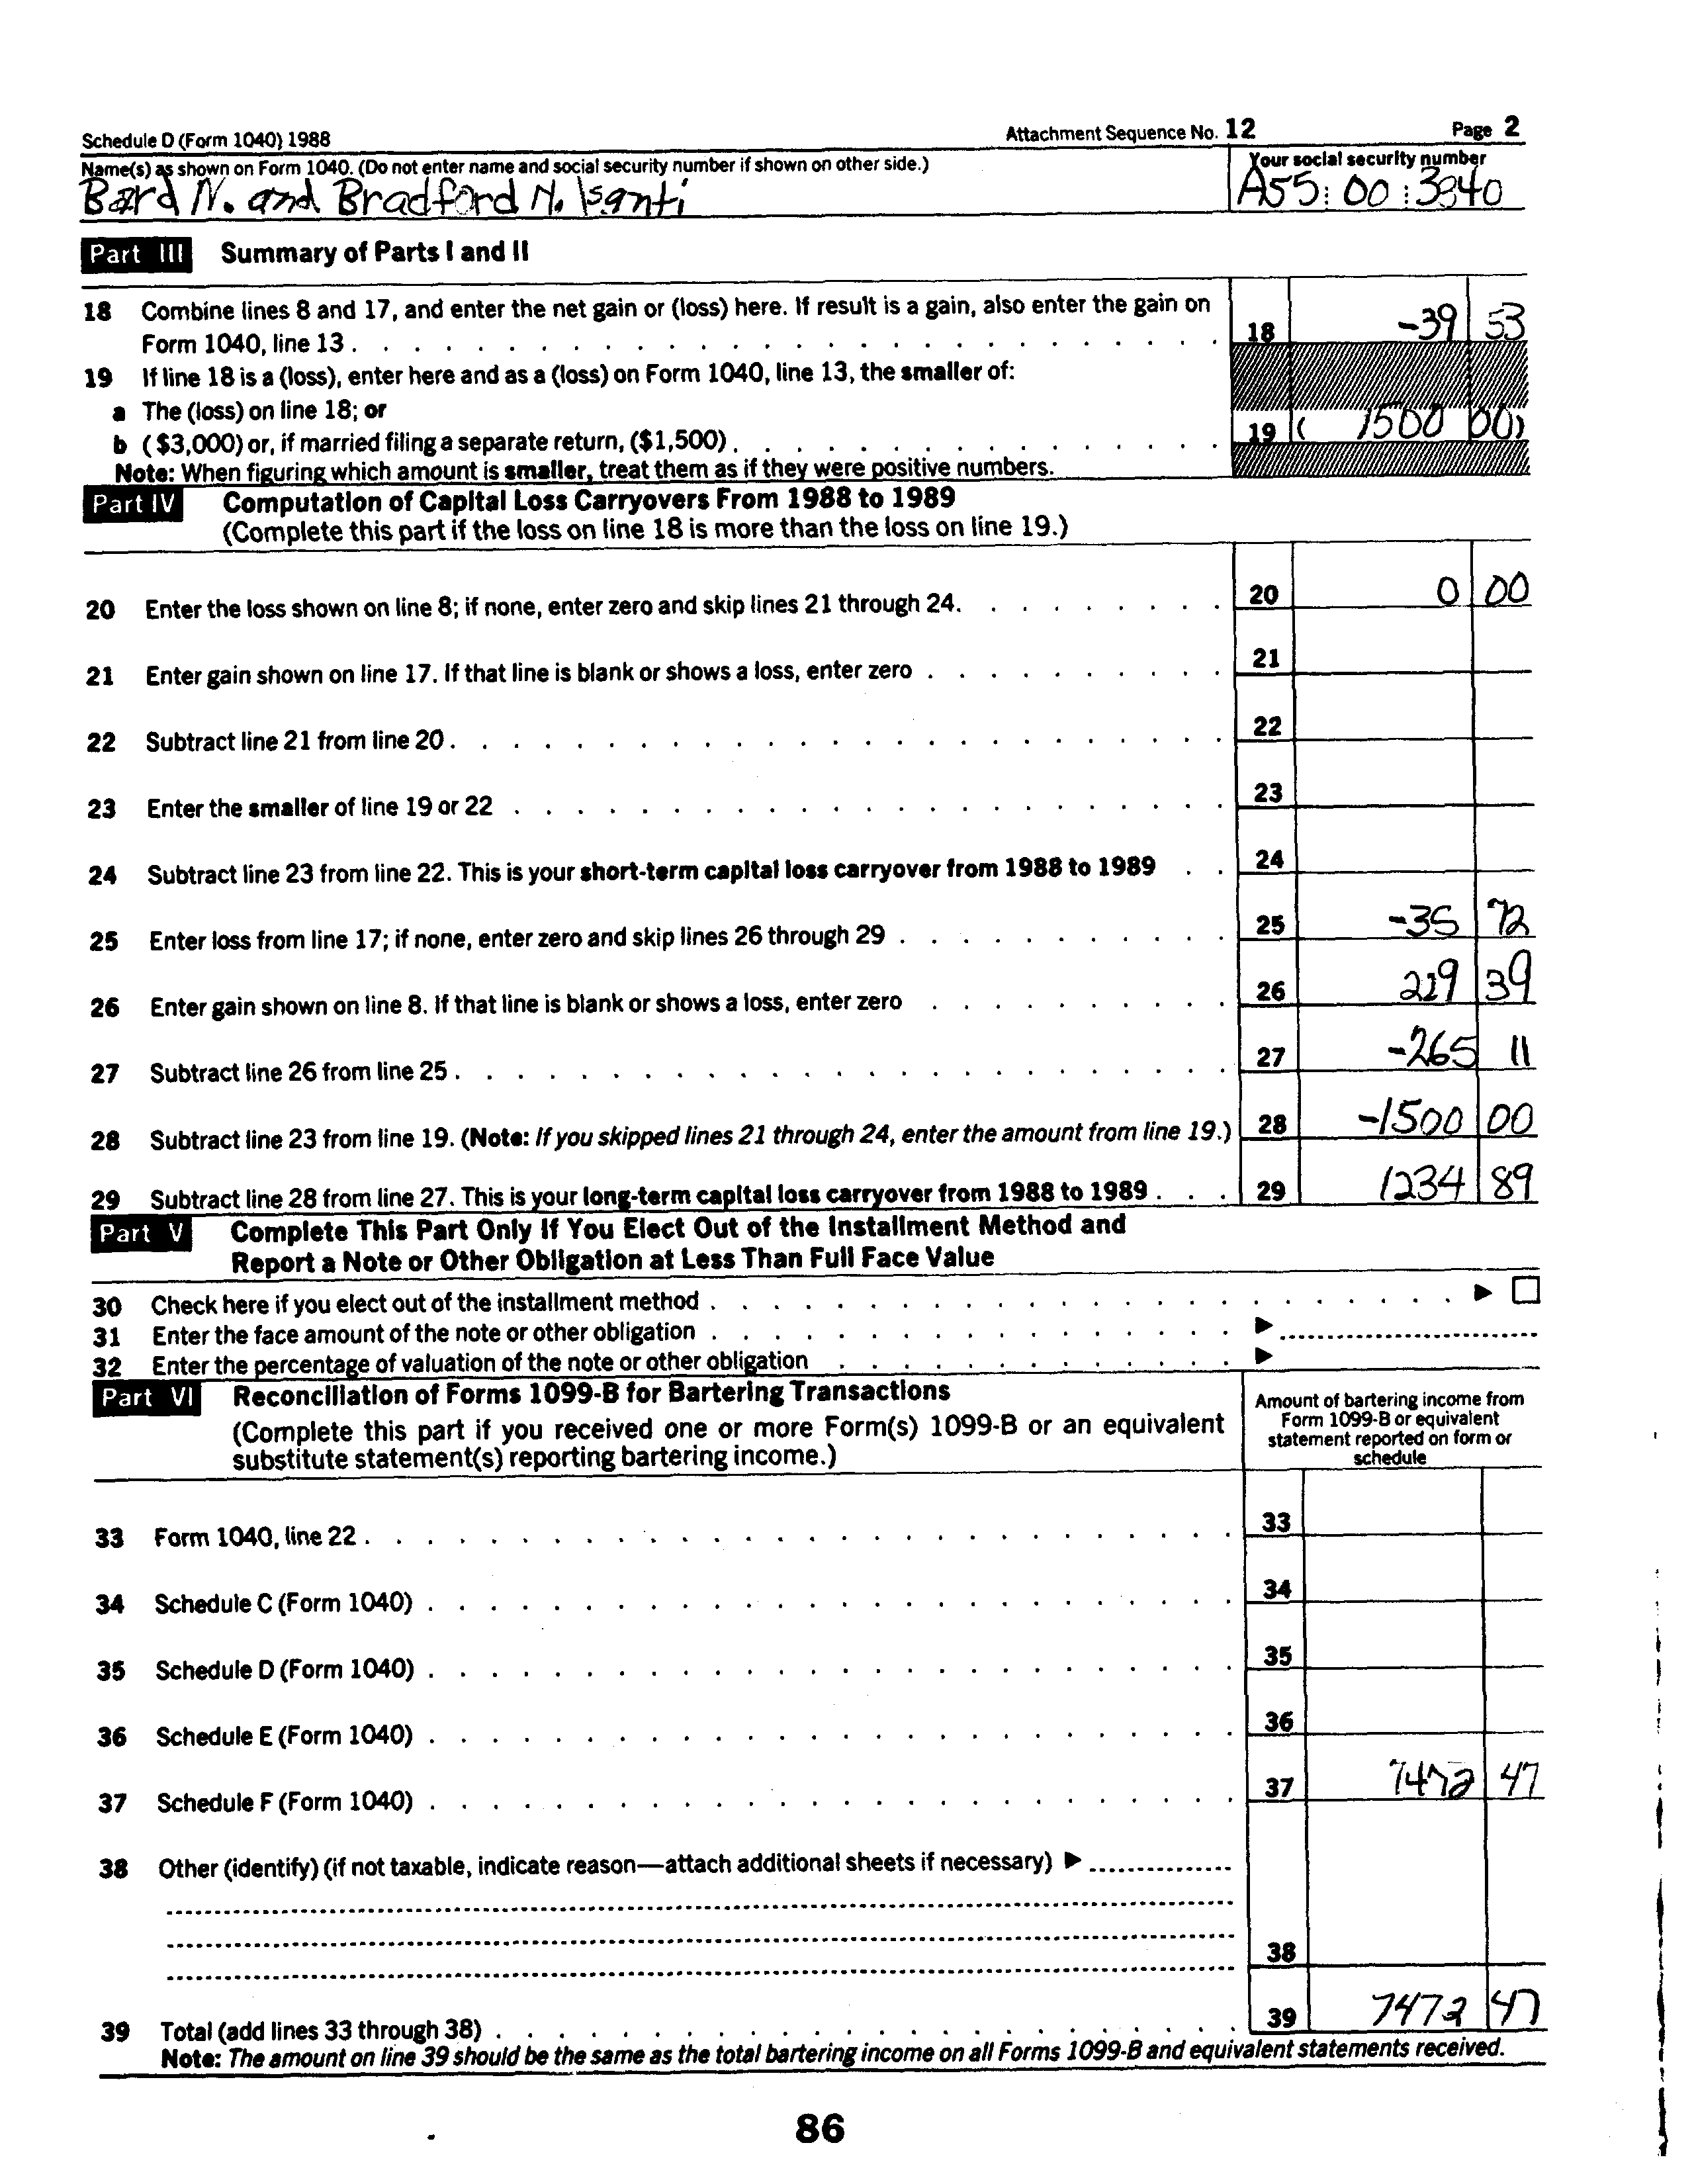 Schedule D (Form 1040) 1988 Attachment Sequence No. 12 Page 2
Name(s) as shown on Form 1040. (Do not enter name and social security number if shown on other side.) Your social security number
Bard N. and Bradford N. Isanti A55:00:3940
Part III Summary of Parts I and II
18 Combine lines 8 and 17, and enter the net gain or (loss) here. If result is a gain, also enter the gain on
Form 1040, line 13 . 18 -39 53
19 If line 18 is a (loss), enter here and as a (loss) on Form 1040, line 13, the smaller of:
a The (loss) on line 18; or
b ($3,000) or, if married filing a separate return, ($1,500) . 19 ( 1500 00)
Note: When figuring which amount is smaller, treat them as if they were positive numbers.
Part IV Computation of Capital Loss Carryovers From 1988 to 1989
(Complete this part if the loss on line 18 is more than the loss on line 19.)
20 Enter the loss shown on line 8; if none, enter zero and skip lines 21 through 24. 20 0 00
21 Enter gain shown on line 17. If that line is blank or shows a loss, enter zero . 21
22 Subtract line 21 from line 20 . 22
23 Enter the smaller of line 19 or 22 . 23
24 Subtract line 23 from line 22. This is your short-term capital loss carryover from 1988 to 1989 . 24
25 Enter loss from line 17; if none, enter zero and skip lines 26 through 29 . 25 -35 72
26 Enter gain shown on line 8. If that line is blank or shows a loss, enter zero . 26 229 39
27 Subtract line 26 from line 25 . 27 -265 11
28 Subtract line 23 from line 19. (Note: If you skipped lines 21 through 24, enter the amount from line 19.) 28 -1500 00
29 Subtract line 28 from line 27. This is your long-term capital loss carryover from 1988 to 1989 . 29 1234 89
Part V Complete This Part Only If You Elect Out of the Installment Method and
Report a Note or Other Obligation at Less Than Full Face Value
30 Check here if you elect out of the installment method . ▶ ☐
31 Enter the face amount of the note or other obligation . ▶
32 Enter the percentage of valuation of the note or other obligation . ▶
Part VI Reconciliation of Forms 1099-B for Bartering Transactions
(Complete this part if you received one or more Form(s) 1099-B or an equivalent
substitute statement(s) reporting bartering income.)
Amount of bartering income from
Form 1099-B or equivalent
statement reported on form or
schedule
33 Form 1040, line 22 . 33
34 Schedule C (Form 1040) . 34
35 Schedule D (Form 1040) . 35
36 Schedule E (Form 1040) . 36
37 Schedule F (Form 1040) . 37 7472 47
38 Other (identify) (if not taxable, indicate reason—attach additional sheets if necessary) ▶
38
39 Total (add lines 33 through 38) . 39 7472 47
Note: The amount on line 39 should be the same as the total bartering income on all Forms 1099-B and equivalent statements received.
86